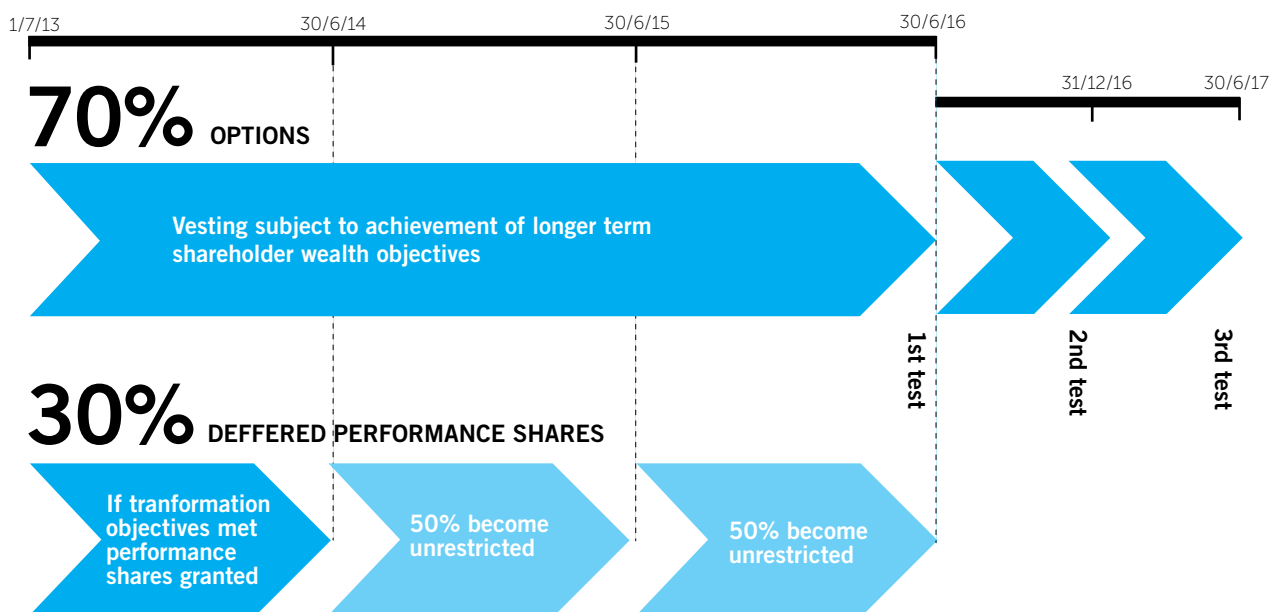 1/7/13
30/6/14
30/6/15
30/6/16
31/12/16
30/6/17
70% OPTIONS
Vesting subject to achievement of longer term
shareholder wealth objectives
1st test
2nd test
3rd test
30% DEFFERED PERFORMANCE SHARES
If tranformation
objectives met
performance
shares granted
50% become
unrestricted
50% become
unrestricted